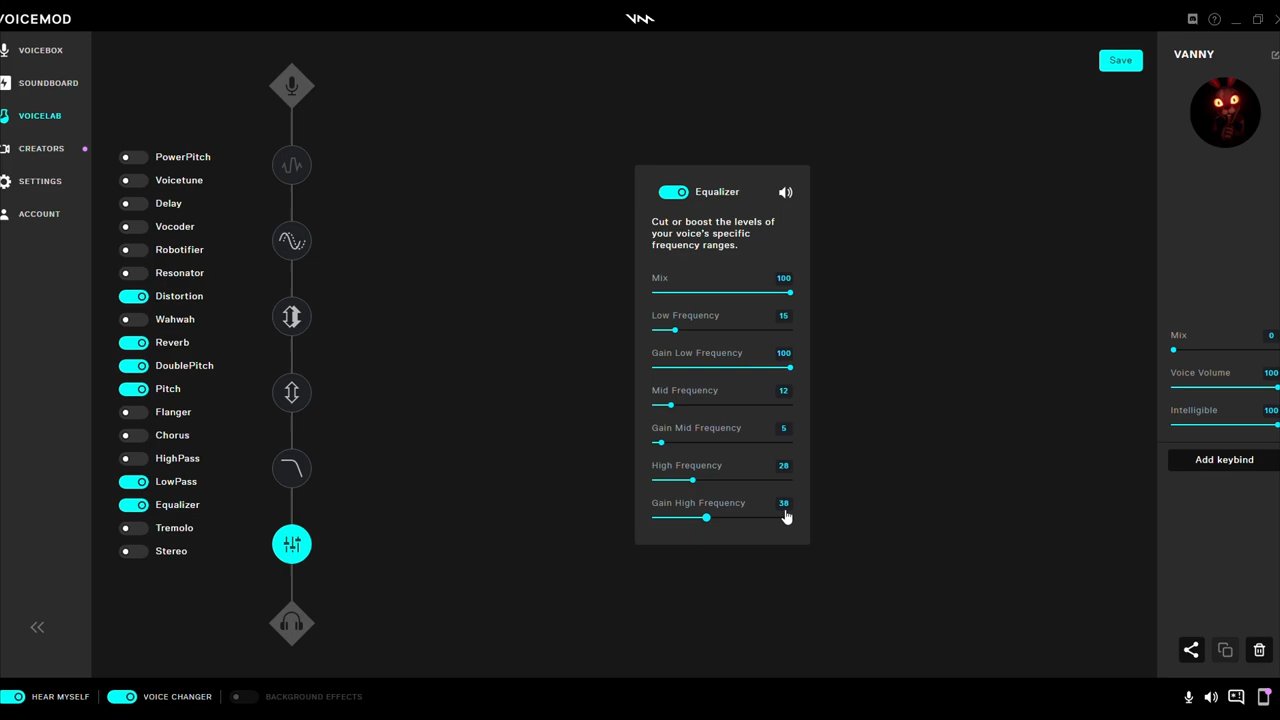 VOICEMOD
VOICEBOX
SOUNDBOARD
VOICELAB
CREATORS
SETTINGS
ACCOUNT
PowerPitch
Voicetune
Delay
Vocoder
Robotifier
Resonator
Distortion
Wahwah
Reverb
DoublePitch
Pitch
Flanger
Chorus
HighPass
LowPass
Equalizer
Tremolo
Stereo
Equalizer
Cut or boost the levels of
your voice's specific
frequency ranges.
Mix 100
Low Frequency 15
Gain Low Frequency 100
Mid Frequency 12
Gain Mid Frequency 5
High Frequency 28
Gain High Frequency 38
Save
VANNY
Mix 0
Voice Volume 100
Intelligible 100
Add keybind
HEAR MYSELF
VOICE CHANGER
BACKGROUND EFFECTS